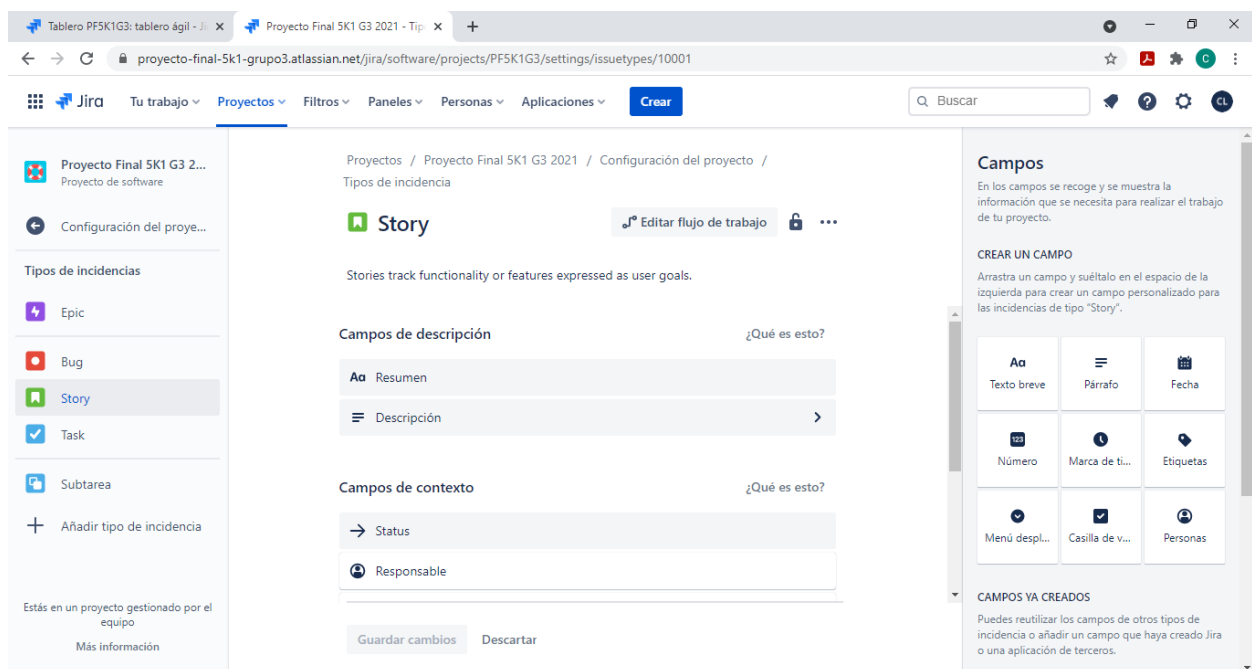 Tablero PF5K1G3: tablero ágil - Ji
Proyecto Final 5K1 G3 2021 - Tip
proyecto-final-5k1-grupo3.atlassian.net/jira/software/projects/PF5K1G3/settings/issuetypes/10001
C
Jira
Tu trabajo
Proyectos
Filtros
Paneles
Personas
Aplicaciones
Crear
Buscar
CL
Proyecto Final 5K1 G3 2...
Proyecto de software
Configuración del proye...
Tipos de incidencias
Epic
Bug
Story
Task
Subtarea
Añadir tipo de incidencia
Estás en un proyecto gestionado por el
equipo
Más información
Proyectos / Proyecto Final 5K1 G3 2021 / Configuración del proyecto /
Tipos de incidencia
Story
Editar flujo de trabajo
Stories track functionality or features expressed as user goals.
Campos de descripción
¿Qué es esto?
Aa Resumen
Descripción
Campos de contexto
¿Qué es esto?
Status
Responsable
Guardar cambios
Descartar
Campos
En los campos se recoge y se muestra la
información que se necesita para realizar el trabajo
de tu proyecto.
CREAR UN CAMPO
Arrastra un campo y suéltalo en el espacio de la
izquierda para crear un campo personalizado para
las incidencias de tipo "Story".
Aa
Texto breve
Párrafo
Fecha
123
Número
Marca de ti...
Etiquetas
Menú despl...
Casilla de v...
Personas
CAMPOS YA CREADOS
Puedes reutilizar los campos de otros tipos de
incidencia o añadir un campo que haya creado Jira
o una aplicación de terceros.